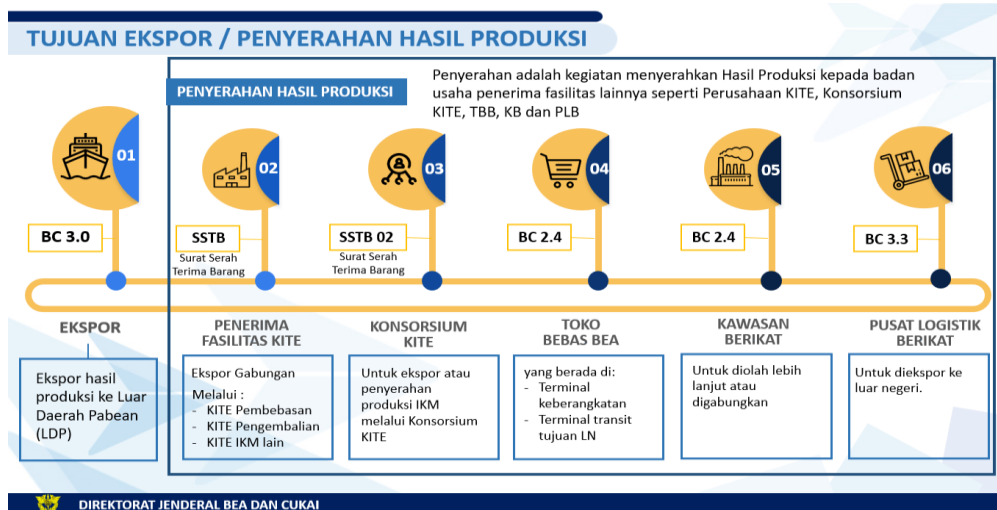 TUJUAN EKSPOR / PENYERAHAN HASIL PRODUKSI
PENYERAHAN HASIL PRODUKSI
Penyerahan adalah kegiatan menyerahkan Hasil Produksi kepada badan
usaha penerima fasilitas lainnya seperti Perusahaan KITE, Konsorsium
KITE, TBB, KB dan PLB
01
BC 3.0
EKSPOR
Ekspor hasil
produksi ke Luar
Daerah Pabean
(LDP)
02
SSTB
Surat Serah
Terima Barang
PENERIMA
FASILITAS KITE
Ekspor Gabungan
Melalui :
- KITE Pembebasan
- KITE Pengembalian
- KITE IKM lain
03
SSTB 02
Surat Serah
Terima Barang
KONSORSIUM
KITE
Untuk ekspor atau
penyerahan
produksi IKM
melalui Konsorsium
KITE
04
BC 2.4
TOKO
BEBAS BEA
yang berada di:
- Terminal
keberangkatan
- Terminal transit
tujuan LN
05
BC 2.4
KAWASAN
BERIKAT
Untuk diolah lebih
lanjut atau
digabungkan
06
BC 3.3
PUSAT LOGISTIK
BERIKAT
Untuk diekspor ke
luar negeri.
DIREKTORAT JENDERAL BEA DAN CUKAI